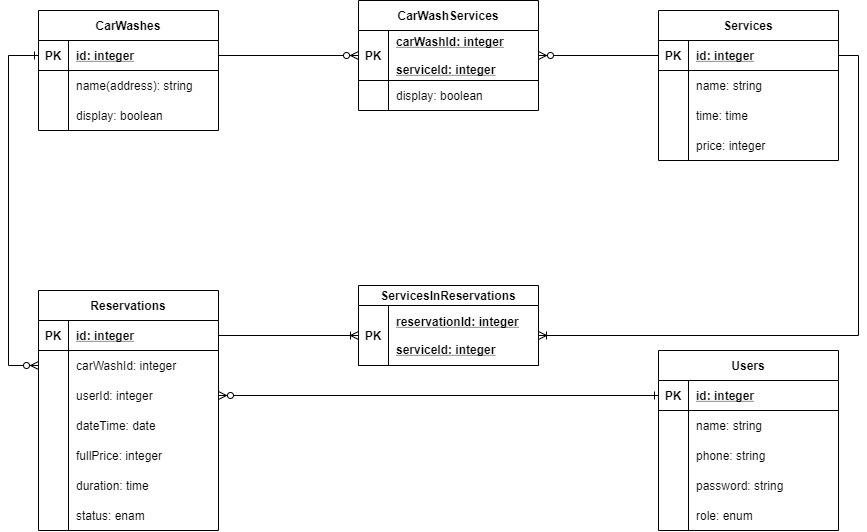 CarWashes
PK
id: integer
name(address): string
display: boolean
CarWashServices
PK
carWashId: integer
serviceId: integer
display: boolean
Services
PK
id: integer
name: string
time: time
price: integer
Reservations
PK
id: integer
carWashId: integer
userId: integer
dateTime: date
fullPrice: integer
duration: time
status: enam
ServicesInReservations
PK
reservationId: integer
serviceId: integer
Users
PK
id: integer
name: string
phone: string
password: string
role: enum